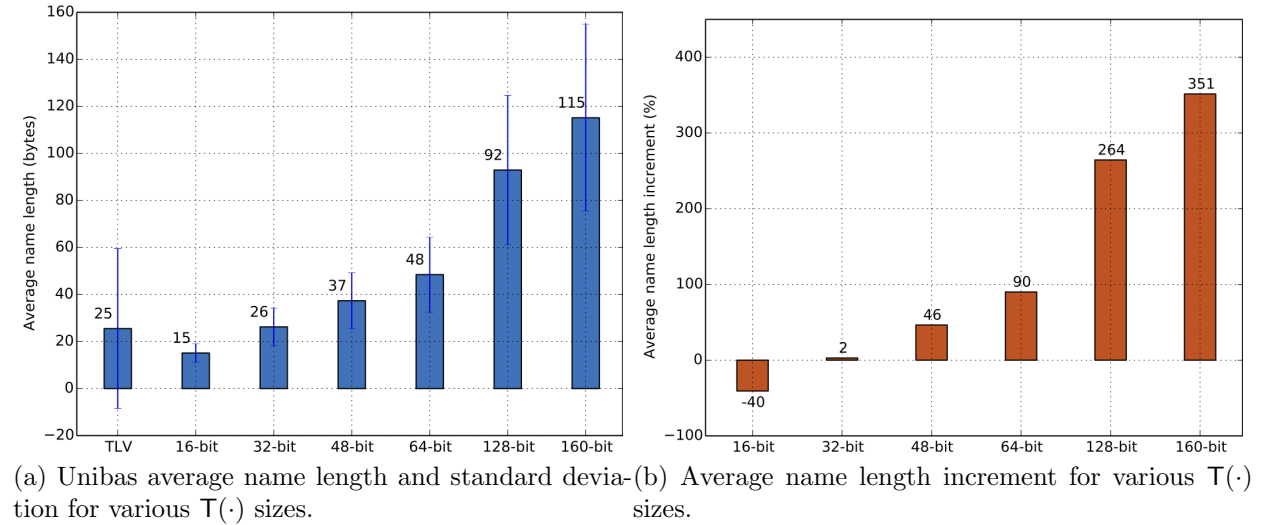 160
140
120
100
80
60
40
20
0
−20
Average name length (bytes)
25
15
26
37
48
92
115
TLV
16-bit
32-bit
48-bit
64-bit
128-bit
160-bit
(a) Unibas average name length and standard devia-
tion for various T(·) sizes.
400
300
200
100
0
−100
Average name length increment (%)
-40
2
46
90
264
351
16-bit
32-bit
48-bit
64-bit
128-bit
160-bit
(b) Average name length increment for various T(·)
sizes.